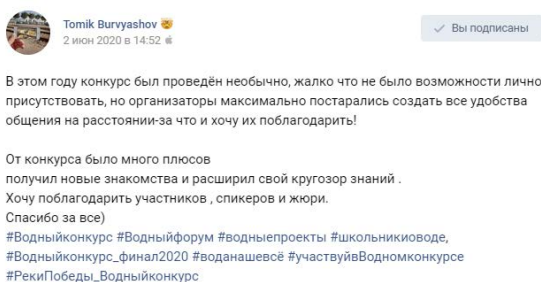 Tomik Burvyashov 🤯
2 июн 2020 в 14:52
Вы подписаны
В этом году конкурс был проведён необычно, жалко что не было возможности лично
присутствовать, но организаторы максимально постарались создать все удобства
общения на расстоянии-за что и хочу их поблагодарить!
От конкурса было много плюсов
получил новые знакомства и расширил свой кругозор знаний .
Хочу поблагодарить участников , спикеров и жюри.
Спасибо за все)
#Водныйконкурс #Водныйфорум #водныепроекты #школьникиоводе,
#Водныйконкурс_финал2020 #воданашевсё #участвуйвВодномконкурсе
#РекиПобеды_Водныйконкурс